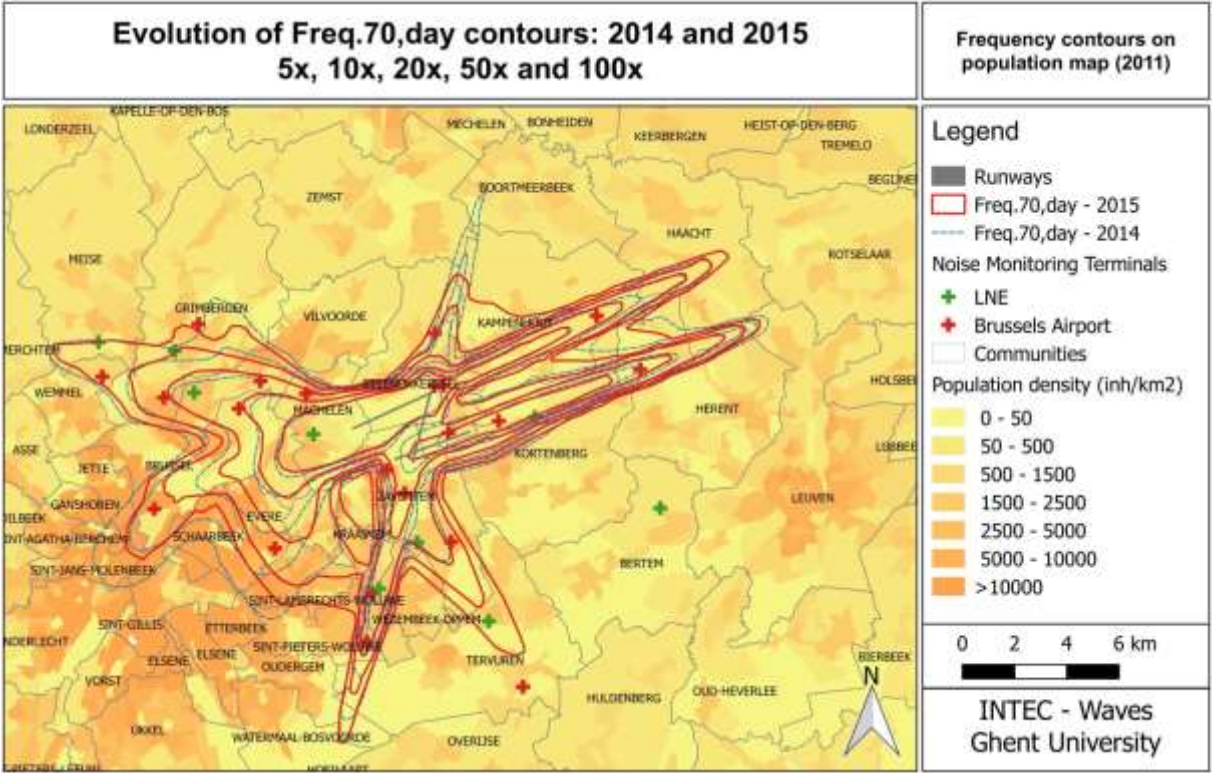 Evolution of Freq.70,day contours: 2014 and 2015
5x, 10x, 20x, 50x and 100x
Frequency contours on
population map (2011)
KAPELLE-OP-DEN-BOS
LONDERZEEL
MECHELEN
BONHEIDEN
KEERBERGEN
HEIST-OP-DEN-BERG
TREMELO
ZEMST
BOORTMEERBEEK
HAACHT
ROTSELAAR
MEISE
GRIMBERGEN
VILVOORDE
WEMMEL
MACHELEN
HERENT
ASSE
JETTE
BRUSSEL
KORTENBERG
GANSHOREN
ZAVENTEM
LEUVEN
EVERE
SCHAARBEEK
KRAAINEM
SINT-JANS-MOLENBEEK
BERTEM
SINT-LAMBRECHTS-WOLUWE
SINT-GILLIS
ETTERBEEK
WEZEMBEEK-OPPEM
ELSENE
ELSENE
SINT-PIETERS-WOLUWE
OUDERGEM
TERVUREN
BIERBEEK
VORST
HULDENBERG
OUD-HEVERLEE
UKKEL
WATERMAAL-BOSVOORDE
OVERIJSE
N
Legend
Runways
Freq.70,day - 2015
Freq.70,day - 2014
Noise Monitoring Terminals
LNE
Brussels Airport
Communities
Population density (inh/km2)
0 - 50
50 - 500
500 - 1500
1500 - 2500
2500 - 5000
5000 - 10000
>10000
0 2 4 6 km
INTEC - Waves
Ghent University